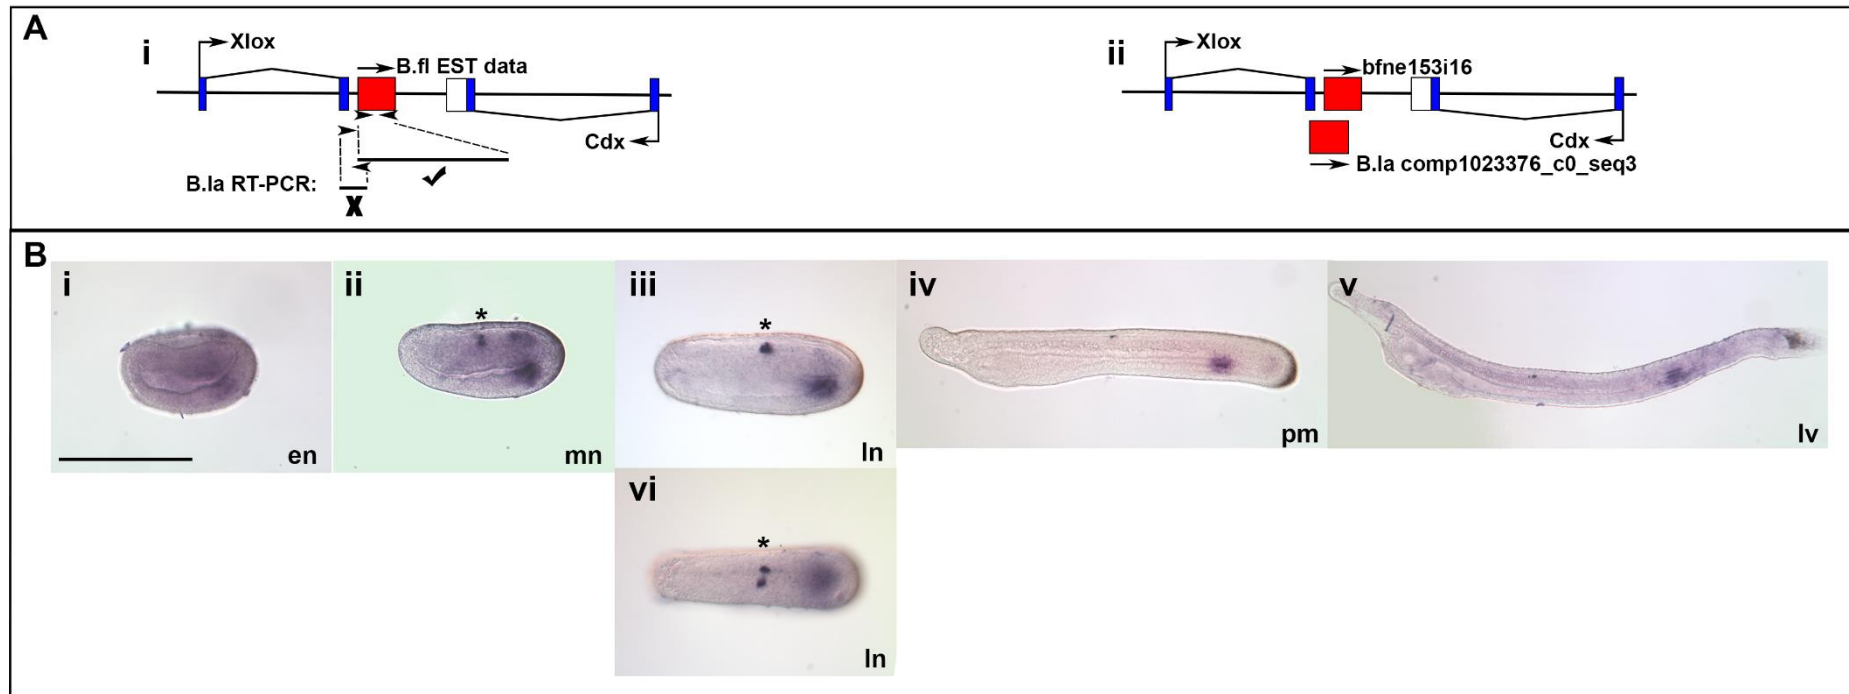 A
i
Xlox
B.fl EST data
Cdx
B.la RT-PCR:
X
ii
Xlox
bfne153i16
Cdx
B.la comp1023376_c0_seq3
B
i
en
ii
*
mn
iii
*
ln
iv
pm
v
lv
vi
*
ln